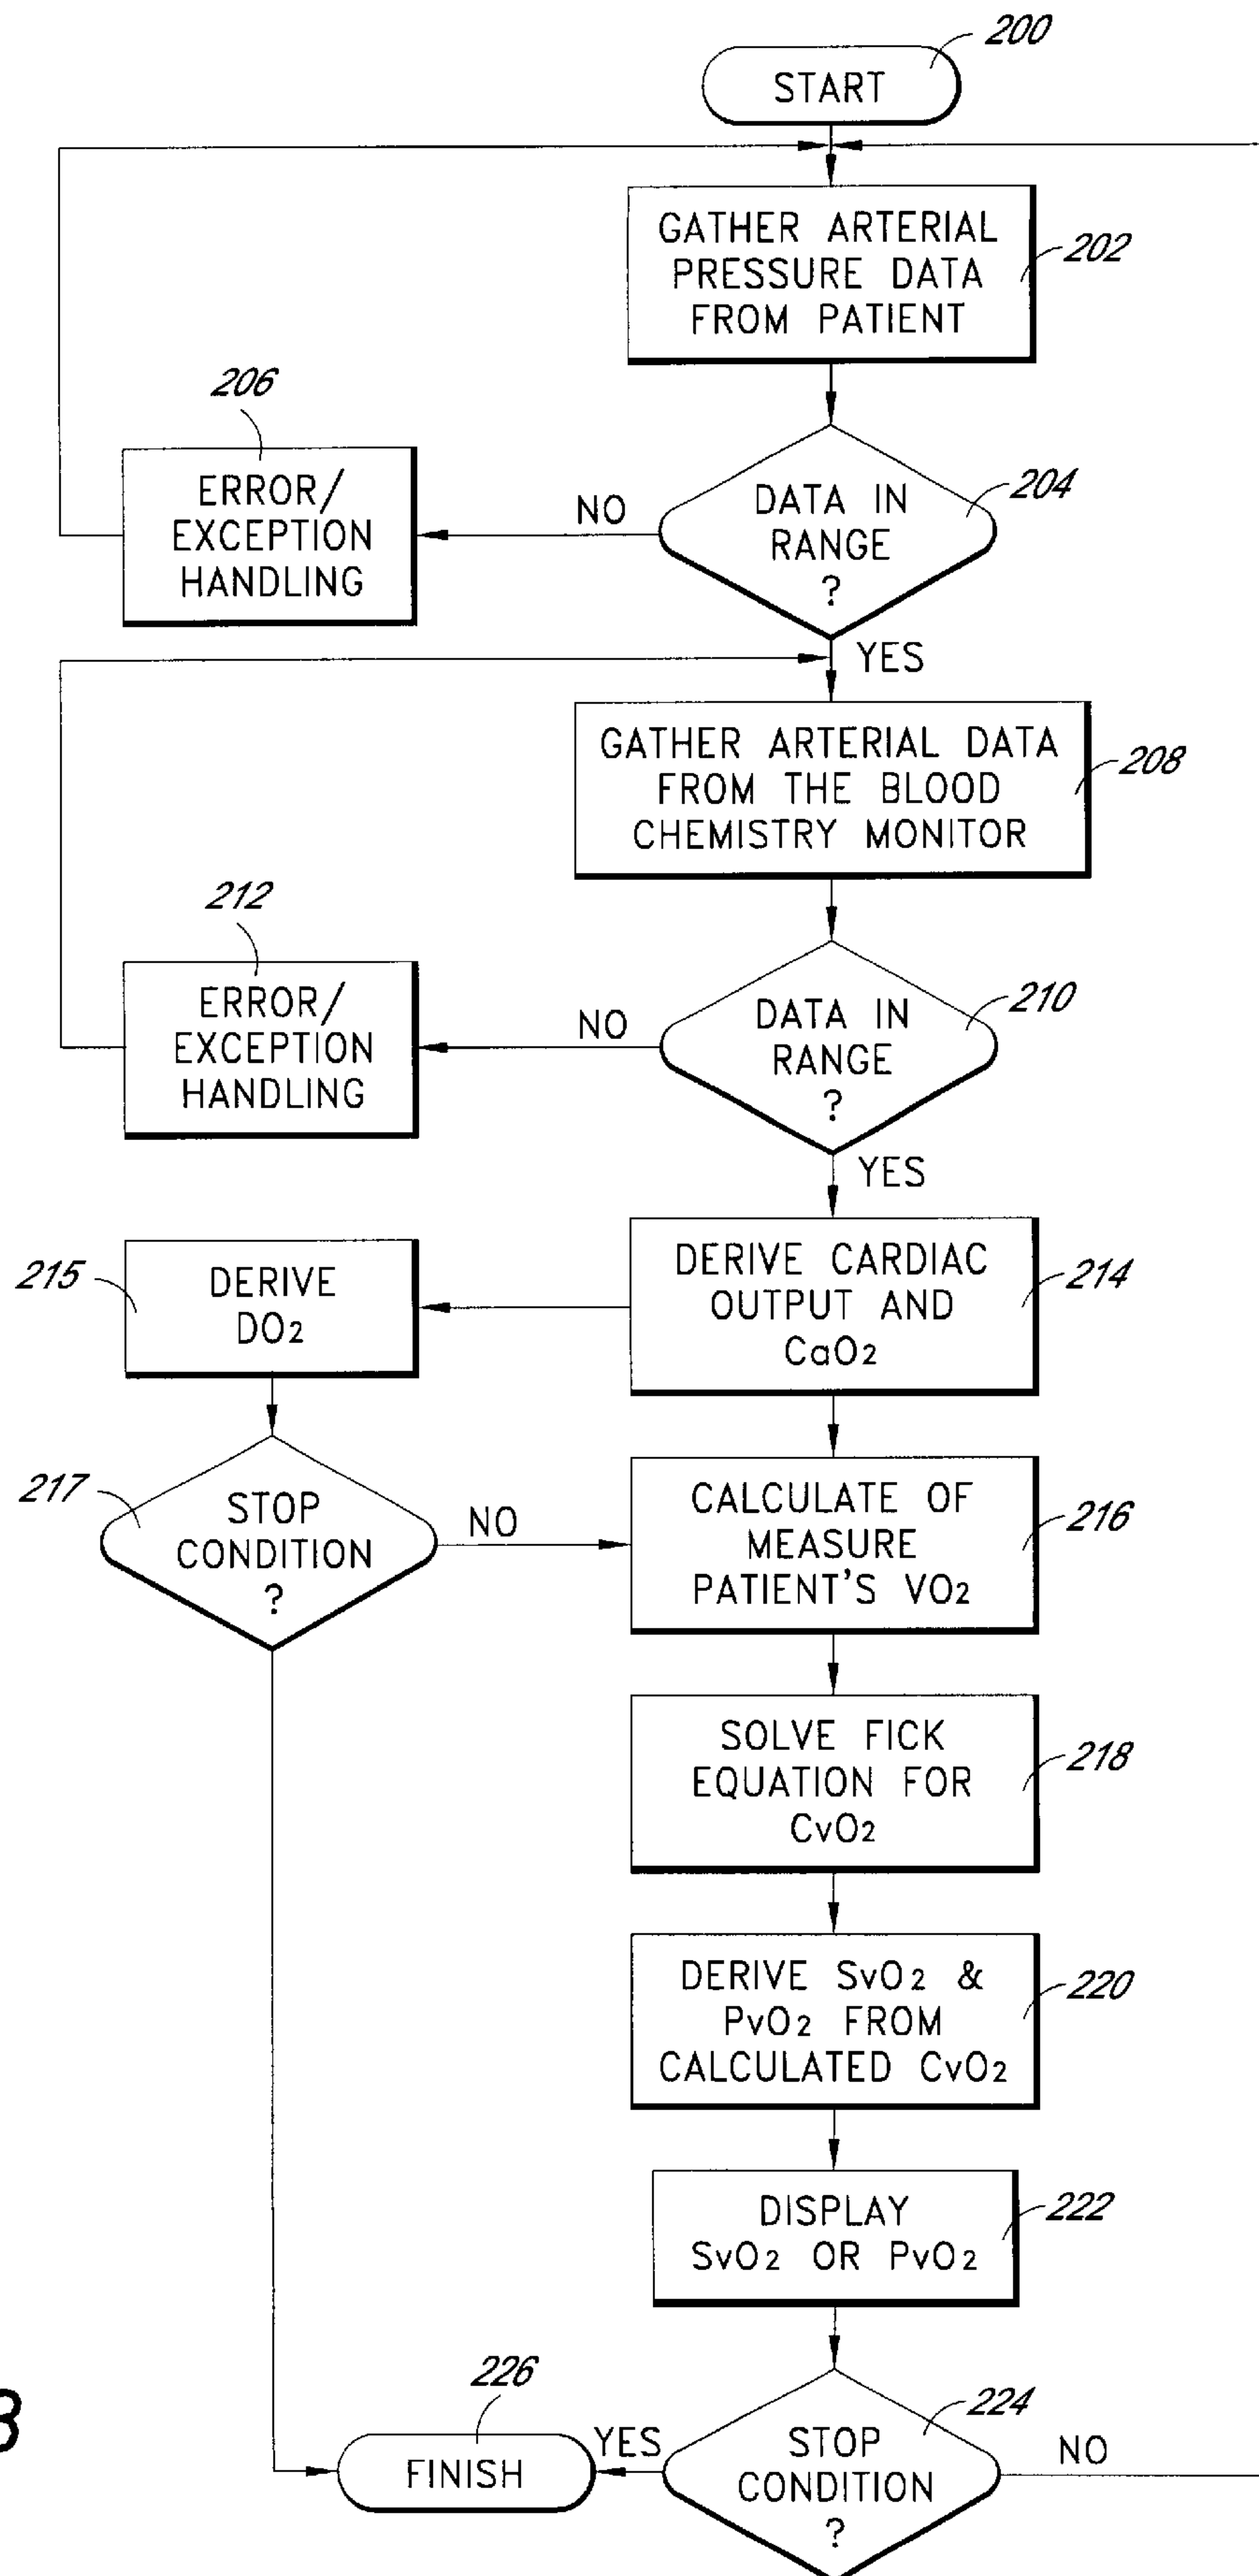 200
START
GATHER ARTERIAL
PRESSURE DATA
FROM PATIENT
202
206
ERROR/
EXCEPTION
HANDLING
NO
DATA IN
RANGE
?
204
YES
GATHER ARTERIAL DATA
FROM THE BLOOD
CHEMISTRY MONITOR
208
212
ERROR/
EXCEPTION
HANDLING
NO
DATA IN
RANGE
?
210
YES
215
DERIVE
DO₂
DERIVE CARDIAC
OUTPUT AND
CaO₂
214
217
STOP
CONDITION
?
NO
CALCULATE OF
MEASURE
PATIENT'S VO₂
216
SOLVE FICK
EQUATION FOR
CvO₂
218
DERIVE SvO₂ &
PvO₂ FROM
CALCULATED CvO₂
220
DISPLAY
SvO₂ OR PvO₂
222
226
FINISH
YES
STOP
CONDITION
?
224
NO